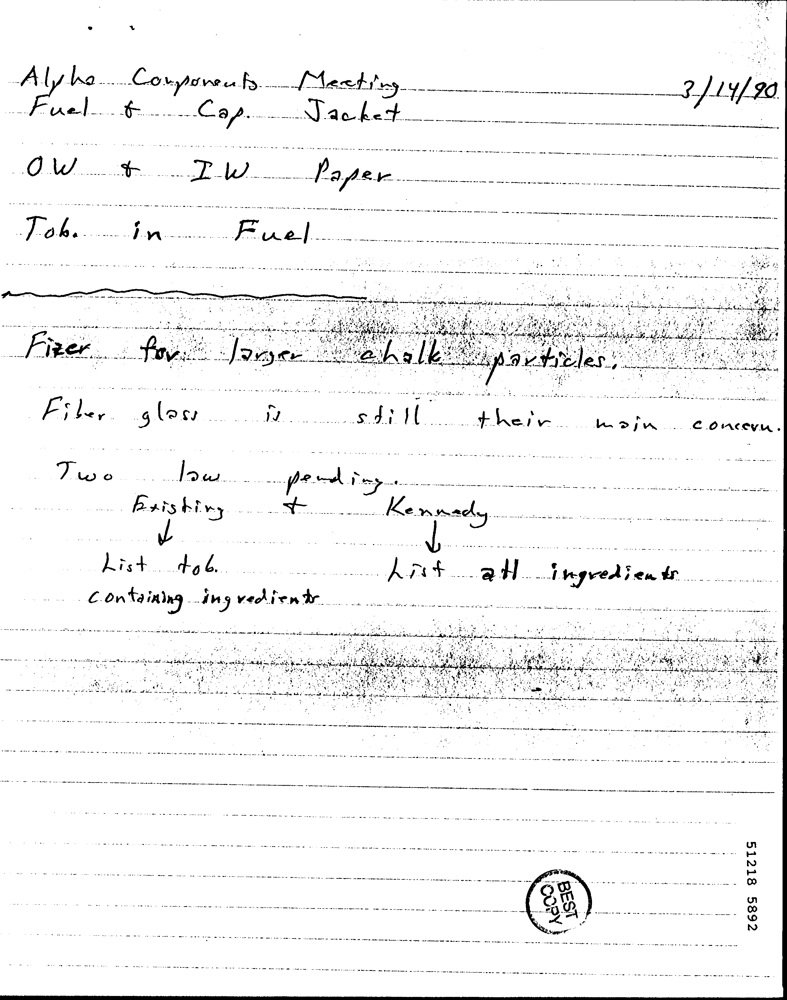 Alpha Components Meeting 3/14/90
Fuel & Cap. Jacket
OW & IW Paper
Tob. in Fuel
Fizer for larger chalk particles.
Fiber glass is still their main concern.
Two law pending.
Existing & Kennedy
↓ ↓
List tob. List all ingredients
containing ingredients
BEST
COPY
51218 5892